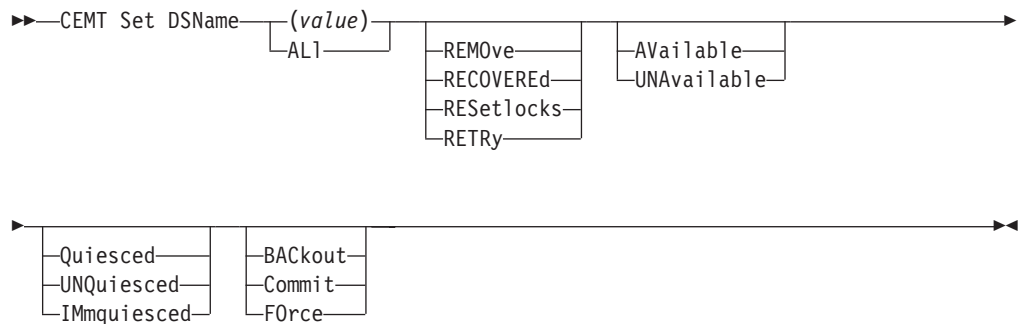 CEMT Set DSName (value)
ALl
REMOve AVailable
RECOVEREd UNAvailable
RESetlocks
RETRy
Quiesced BACkout
UNQuiesced Commit
IMmquiesced FOrce